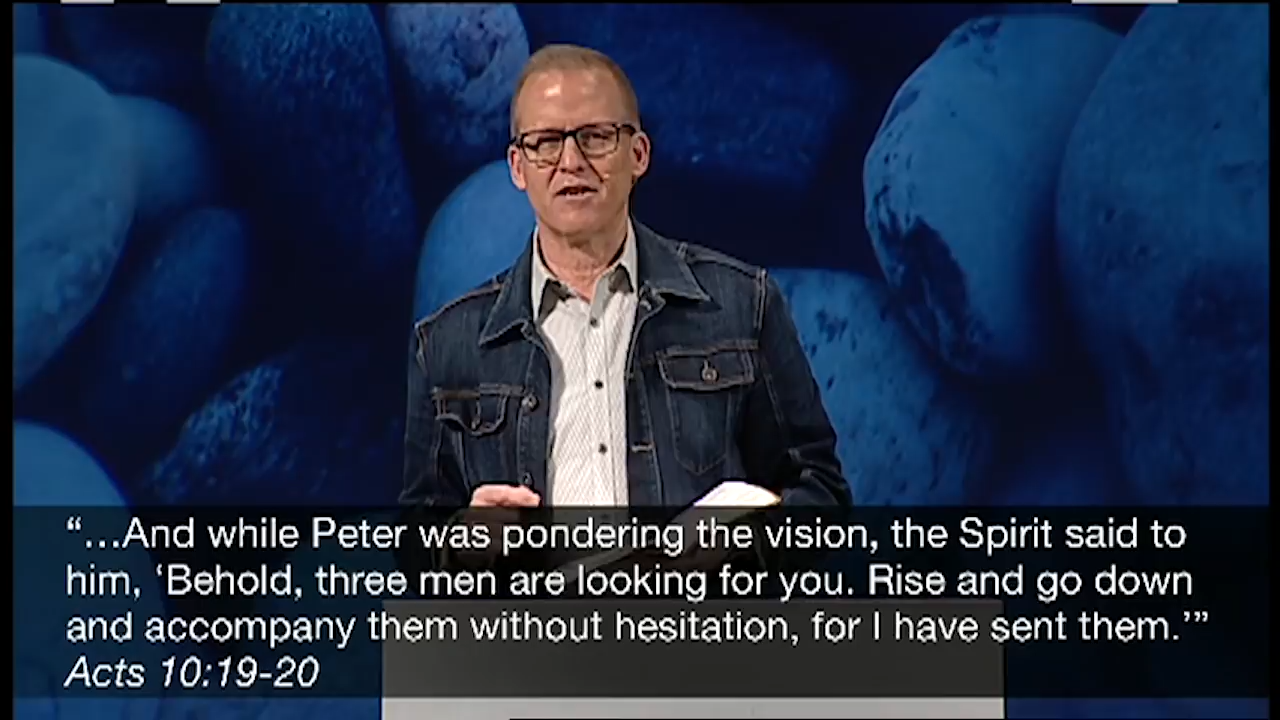 “…And while Peter was pondering the vision, the Spirit said to
him, ‘Behold, three men are looking for you. Rise and go down
and accompany them without hesitation, for I have sent them.’”
Acts 10:19-20